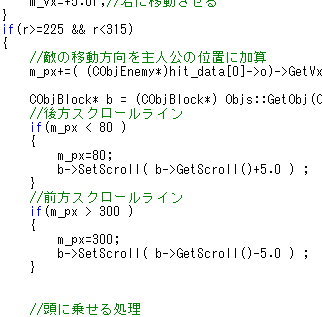 m_vx=+5.0f;//右に移動させる
}
if(r>=225 && r<315)
{
//敵の移動方向を主人公の位置に加算
m_px+=( (CObjEnemy*)hit_data[0]->o)->GetVx
CObjBlock* b = (CObjBlock*) Objs::GetObj(
//後方スクロールライン
if(m_px < 80 )
{
m_px=80;
b->SetScroll( b->GetScroll()+5.0 ) ;
}
//前方スクロールライン
if(m_px > 300 )
{
m_px=300;
b->SetScroll( b->GetScroll()-5.0 ) ;
}
//頭に乗せる処理